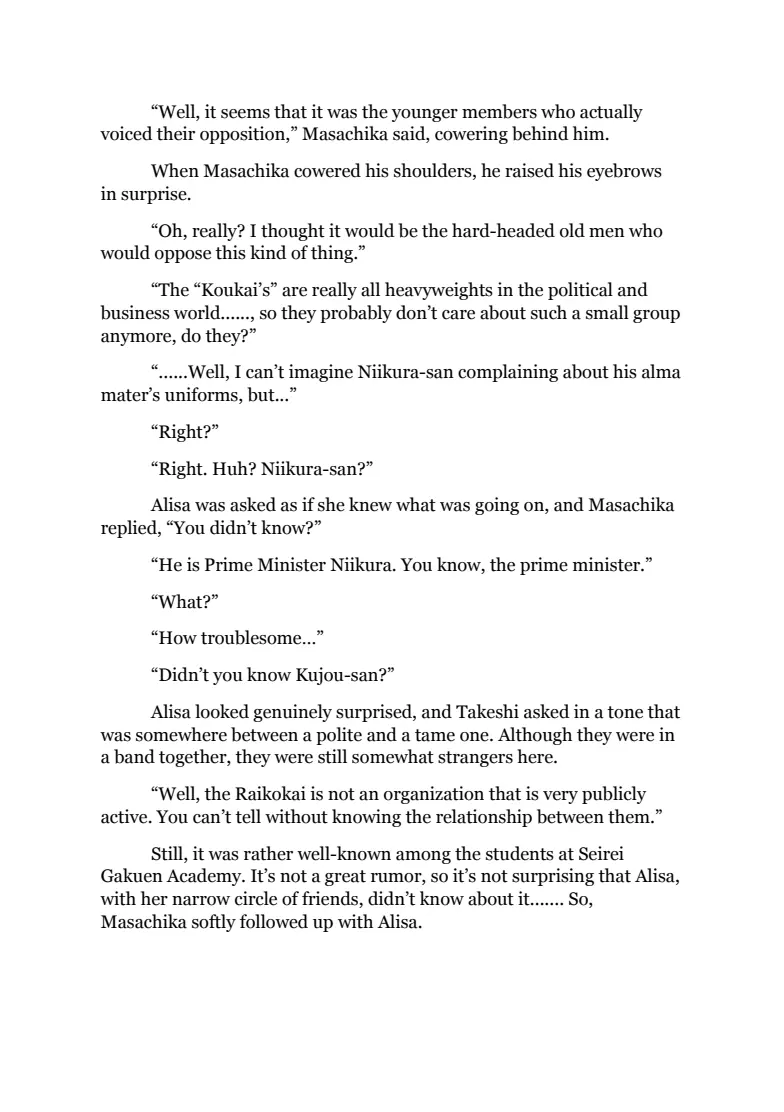 “Well, it seems that it was the younger members who actually
voiced their opposition,” Masachika said, cowering behind him.
When Masachika cowered his shoulders, he raised his eyebrows
in surprise.
“Oh, really? I thought it would be the hard-headed old men who
would oppose this kind of thing.”
“The “Koukai’s” are really all heavyweights in the political and
business world......, so they probably don’t care about such a small group
anymore, do they?”
“......Well, I can’t imagine Niikura-san complaining about his alma
mater’s uniforms, but...”
“Right?”
“Right. Huh? Niikura-san?”
Alisa was asked as if she knew what was going on, and Masachika
replied, “You didn’t know?”
“He is Prime Minister Niikura. You know, the prime minister.”
“What?”
“How troublesome...”
“Didn’t you know Kujou-san?”
Alisa looked genuinely surprised, and Takeshi asked in a tone that
was somewhere between a polite and a tame one. Although they were in
a band together, they were still somewhat strangers here.
“Well, the Raikokai is not an organization that is very publicly
active. You can’t tell without knowing the relationship between them.”
Still, it was rather well-known among the students at Seirei
Gakuen Academy. It’s not a great rumor, so it’s not surprising that Alisa,
with her narrow circle of friends, didn’t know about it....... So,
Masachika softly followed up with Alisa.